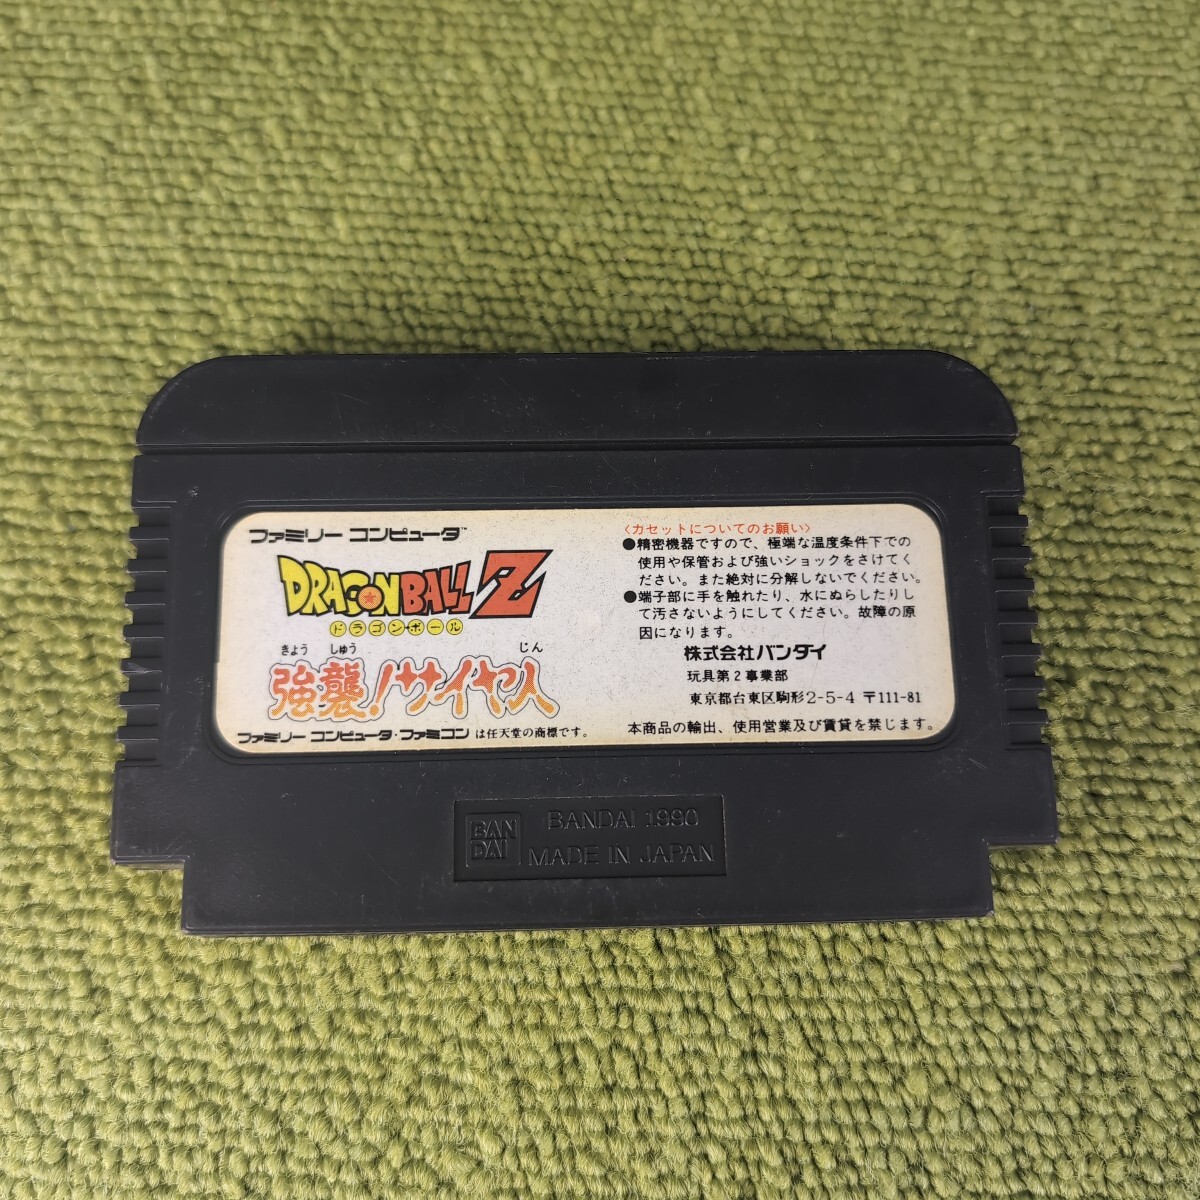 ファミリー コンピュータ™
DRAGONBALL Z
ドラゴンボール
きょう しゅう じん
強襲!サイヤ人
ファミリー コンピュータ・ファミコン は任天堂の商標です。
〈カセットについてのお願い〉
●精密機器ですので、極端な温度条件下での
使用や保管および強いショックをさけてく
ださい。また絶対に分解しないでください。
●端子部に手を触れたり、水にぬらしたりし
て汚さないようにしてください。故障の原
因になります。
株式会社バンダイ
玩具第2事業部
東京都台東区駒形2-5-4 〒111-81
本商品の輸出、使用営業及び賃貸を禁じます。
BAN
DAI
BANDAI 1990
MADE IN JAPAN